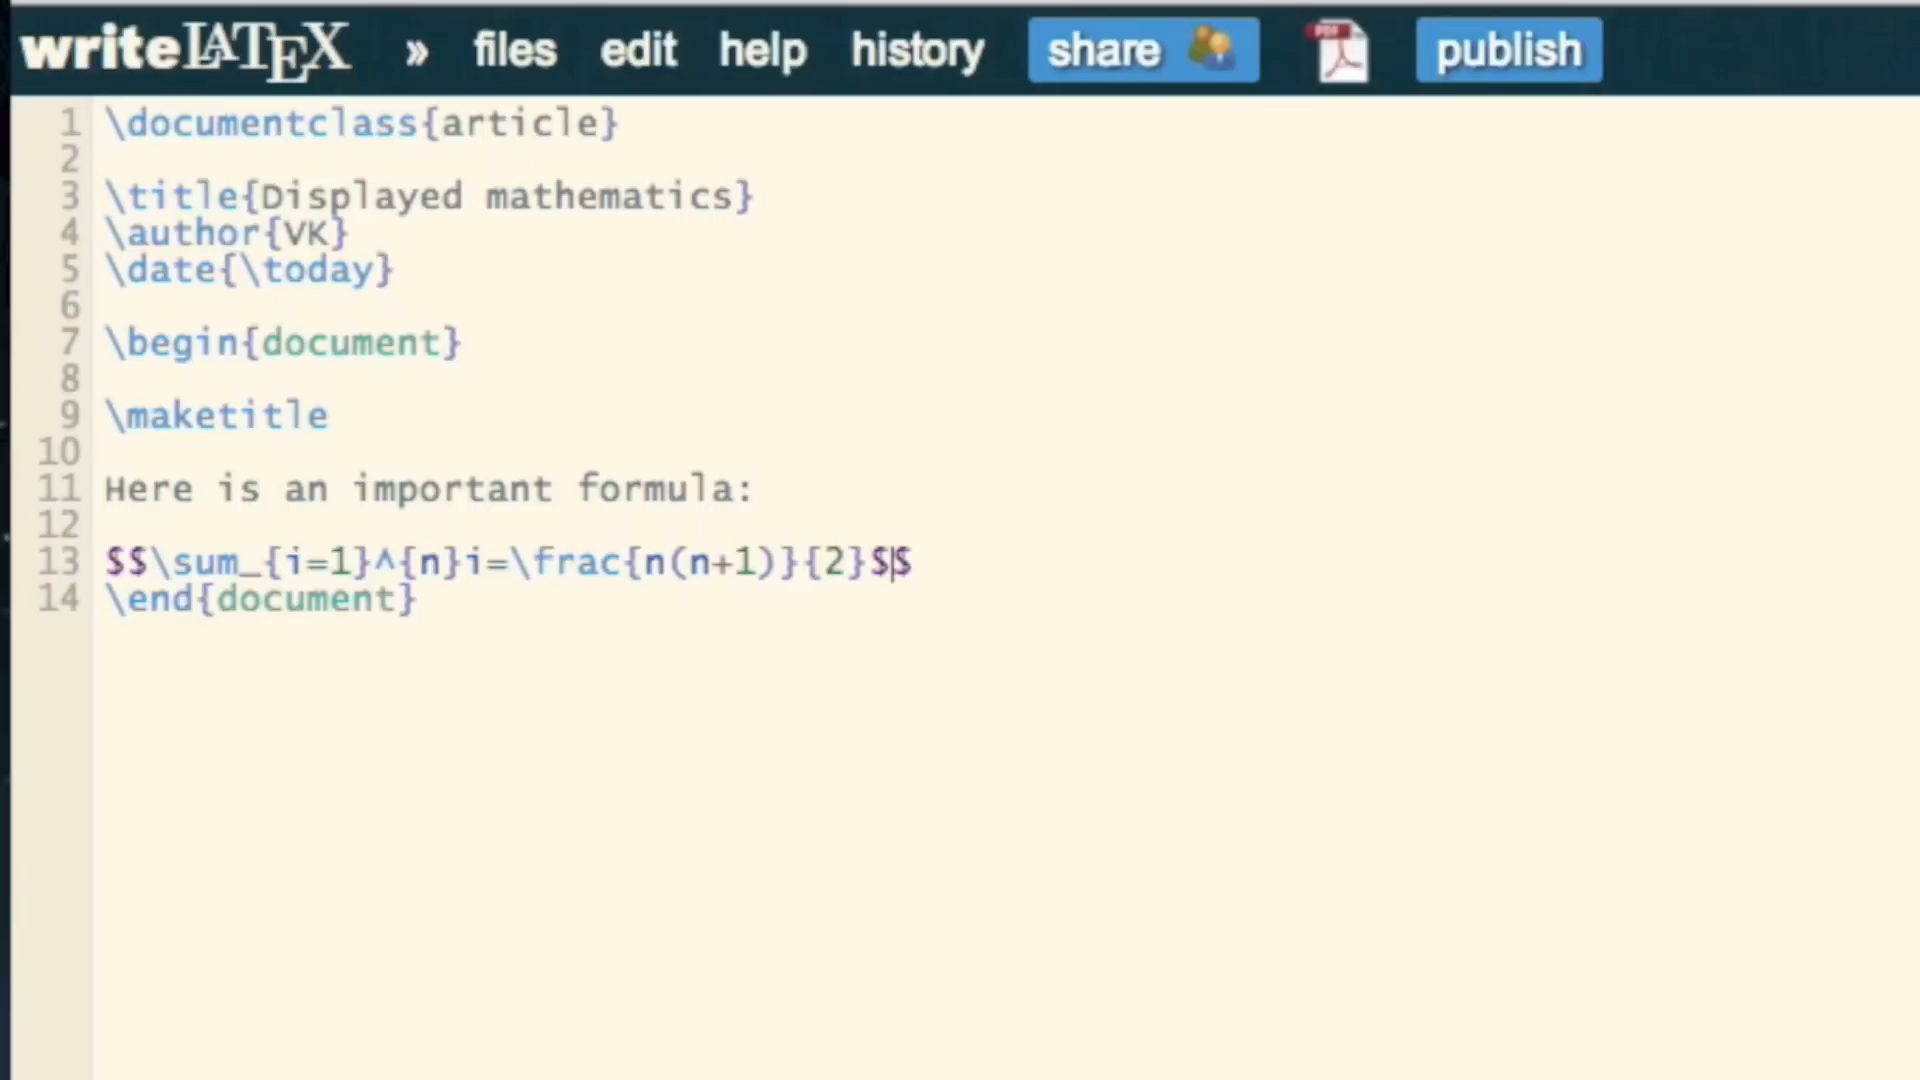 writeLATEX » files edit help history share PDF publish
1 \documentclass{article}
2
3 \title{Displayed mathematics}
4 \author{VK}
5 \date{\today}
6
7 \begin{document}
8
9 \maketitle
10
11 Here is an important formula:
12
13 $$\sum_{i=1}^{n}i=\frac{n(n+1)}{2}$$
14 \end{document}